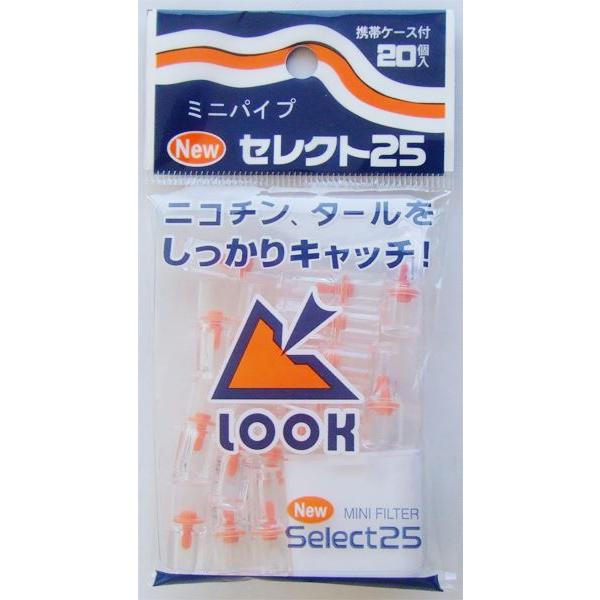 携帯ケース付
20個入
ミニパイプ
New セレクト25
ニコチン、タールを
しっかりキャッチ!
LOOK
New MINI FILTER
Select25